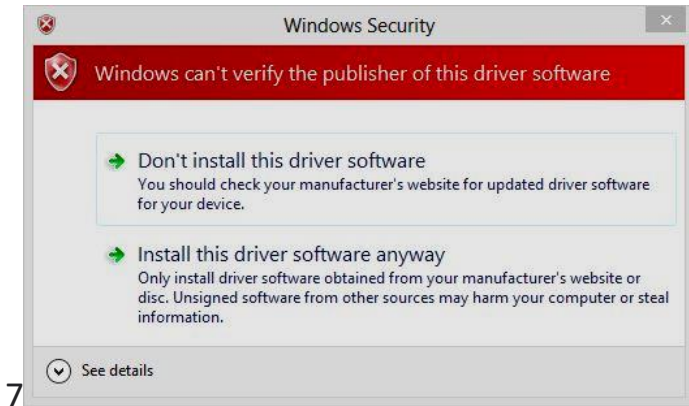 Windows Security
Windows can't verify the publisher of this driver software
Don't install this driver software
You should check your manufacturer's website for updated driver software
for your device.
Install this driver software anyway
Only install driver software obtained from your manufacturer's website or
disc. Unsigned software from other sources may harm your computer or steal
information.
See details
7